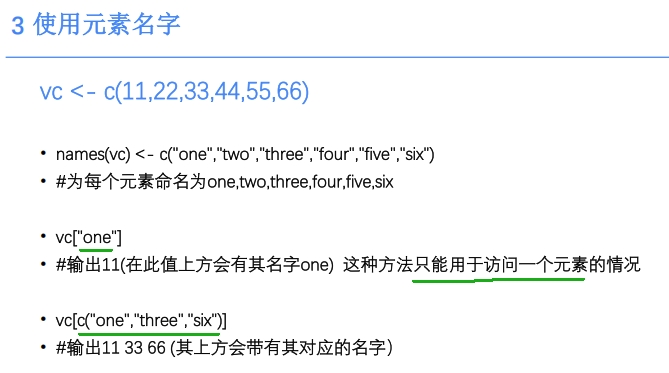 3 使用元素名字
vc <- c(11,22,33,44,55,66)
• names(vc) <- c("one","two","three","four","five","six")
• #为每个元素命名为one,two,three,four,five,six
• vc["one"]
• #输出11(在此值上方会有其名字one) 这种方法只能用于访问一个元素的情况
• vc[c("one","three","six")]
• #输出11 33 66 (其上方会带有其对应的名字）